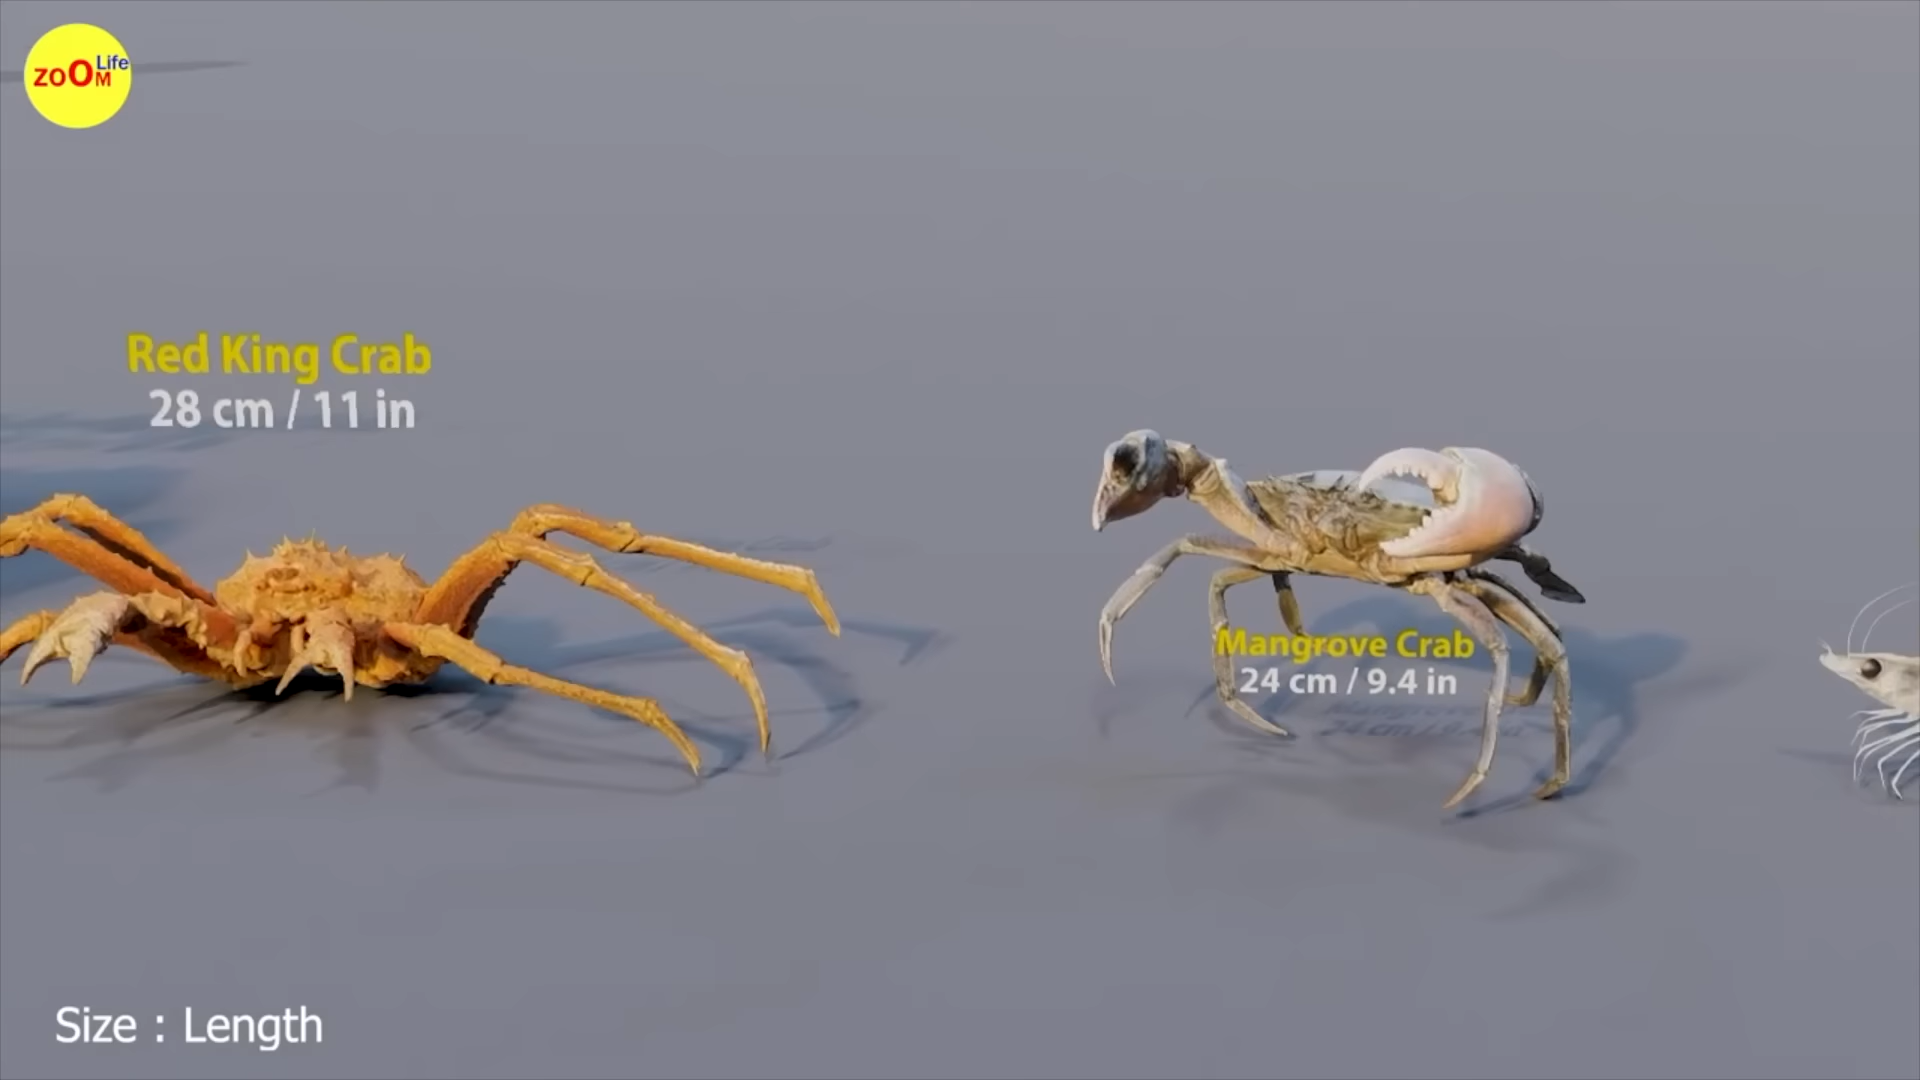 zoOM Life
Red King Crab
28 cm / 11 in
Mangrove Crab
24 cm / 9.4 in
Size : Length